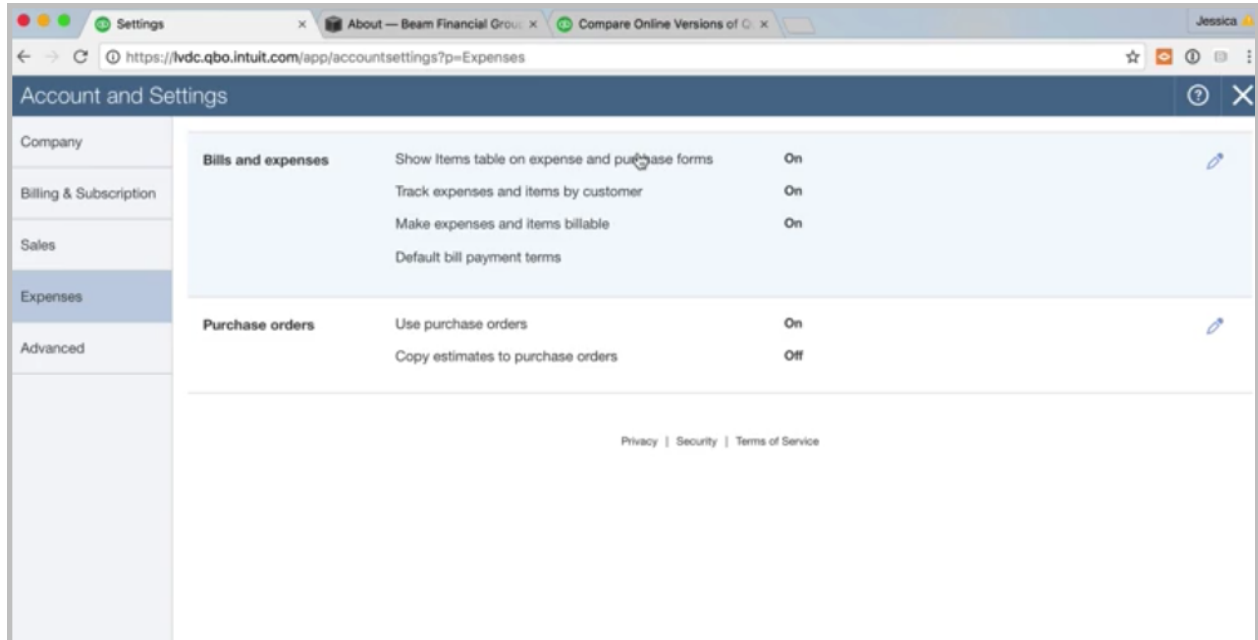 Settings
About — Beam Financial Grou
Compare Online Versions of Q
Jessica
https://lvdc.qbo.intuit.com/app/accountsettings?p=Expenses
Account and Settings
Company
Billing & Subscription
Sales
Expenses
Advanced
Bills and expenses
Show Items table on expense and purchase forms On
Track expenses and items by customer On
Make expenses and items billable On
Default bill payment terms
Purchase orders
Use purchase orders On
Copy estimates to purchase orders Off
Privacy | Security | Terms of Service